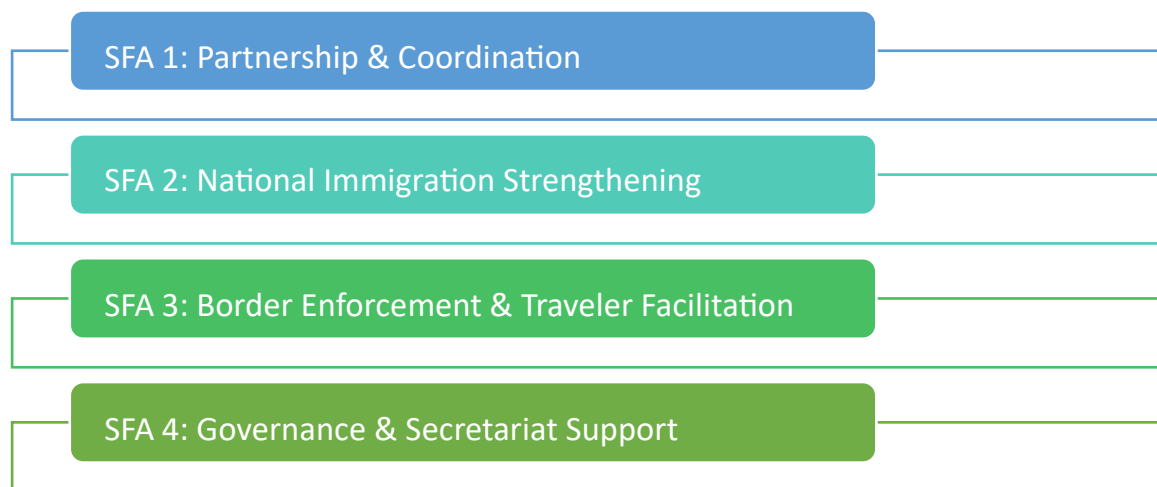 SFA 1: Partnership & Coordination
SFA 2: National Immigration Strengthening
SFA 3: Border Enforcement & Traveler Facilitation
SFA 4: Governance & Secretariat Support